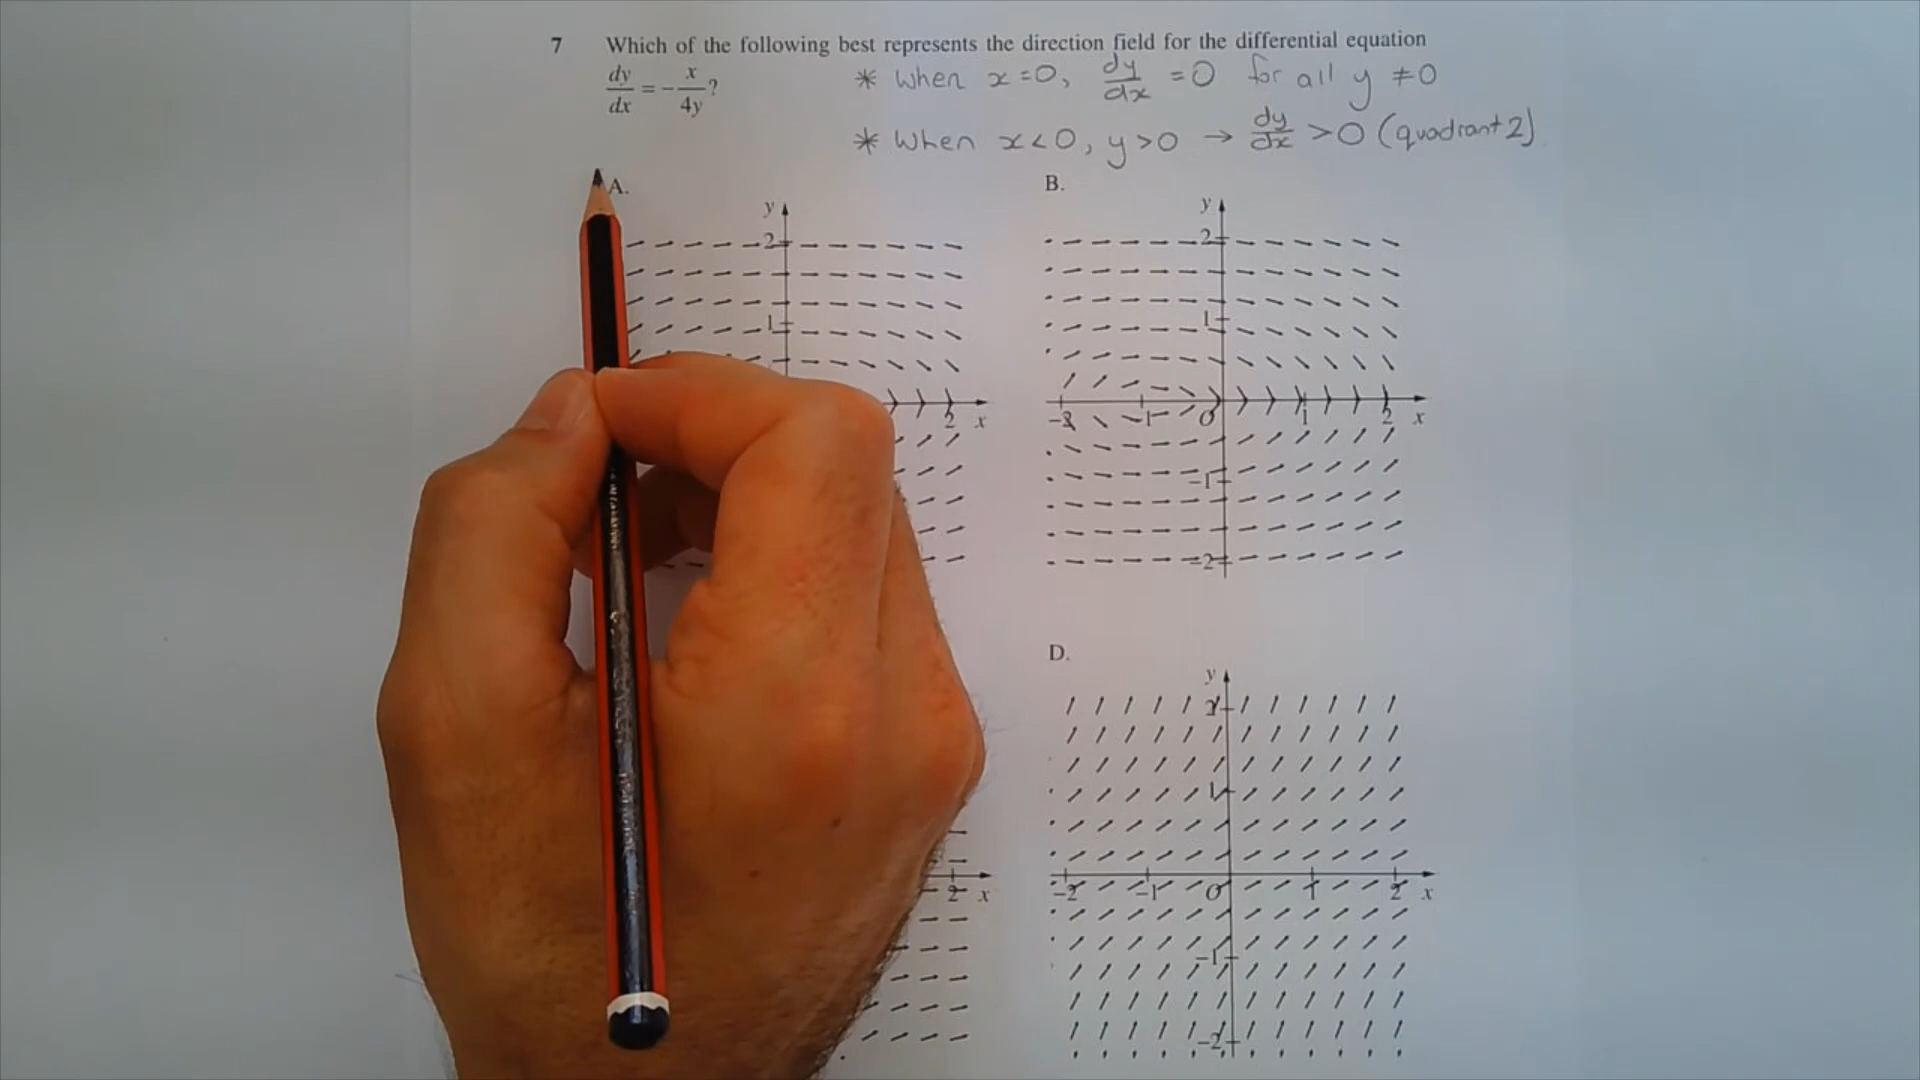 7 Which of the following best represents the direction field for the differential equation
dy/dx = -x/4y?
* When x=0, dy/dx =0 for all y ≠0
* When x<0, y>0 → dy/dx >0 (quadrant 2)
A.
B.
y
y
2
2
1
1
2 x
-2 -1 O 1 2 x
-1
-2
D.
y
2
1
2 x
-2 -1 O 1 2 x
-1
-2